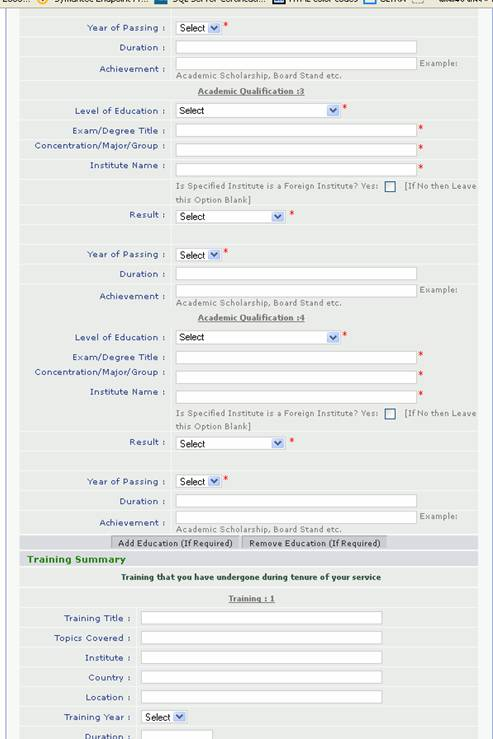 Year of Passing : Select *
Duration :
Achievement : Example:
Academic Scholarship, Board Stand etc.
Academic Qualification :3
Level of Education : Select *
Exam/Degree Title : *
Concentration/Major/Group : *
Institute Name : *
Is Specified Institute is a Foreign Institute? Yes: [If No then Leave
this Option Blank]
Result : Select *
Year of Passing : Select *
Duration :
Achievement : Example:
Academic Scholarship, Board Stand etc.
Academic Qualification :4
Level of Education : Select *
Exam/Degree Title : *
Concentration/Major/Group : *
Institute Name : *
Is Specified Institute is a Foreign Institute? Yes: [If No then Leave
this Option Blank]
Result : Select *
Year of Passing : Select *
Duration :
Achievement : Example:
Academic Scholarship, Board Stand etc.
Add Education (If Required) Remove Education (If Required)
Training Summary
Training that you have undergone during tenure of your service
Training : 1
Training Title :
Topics Covered :
Institute :
Country :
Location :
Training Year : Select
Duration :